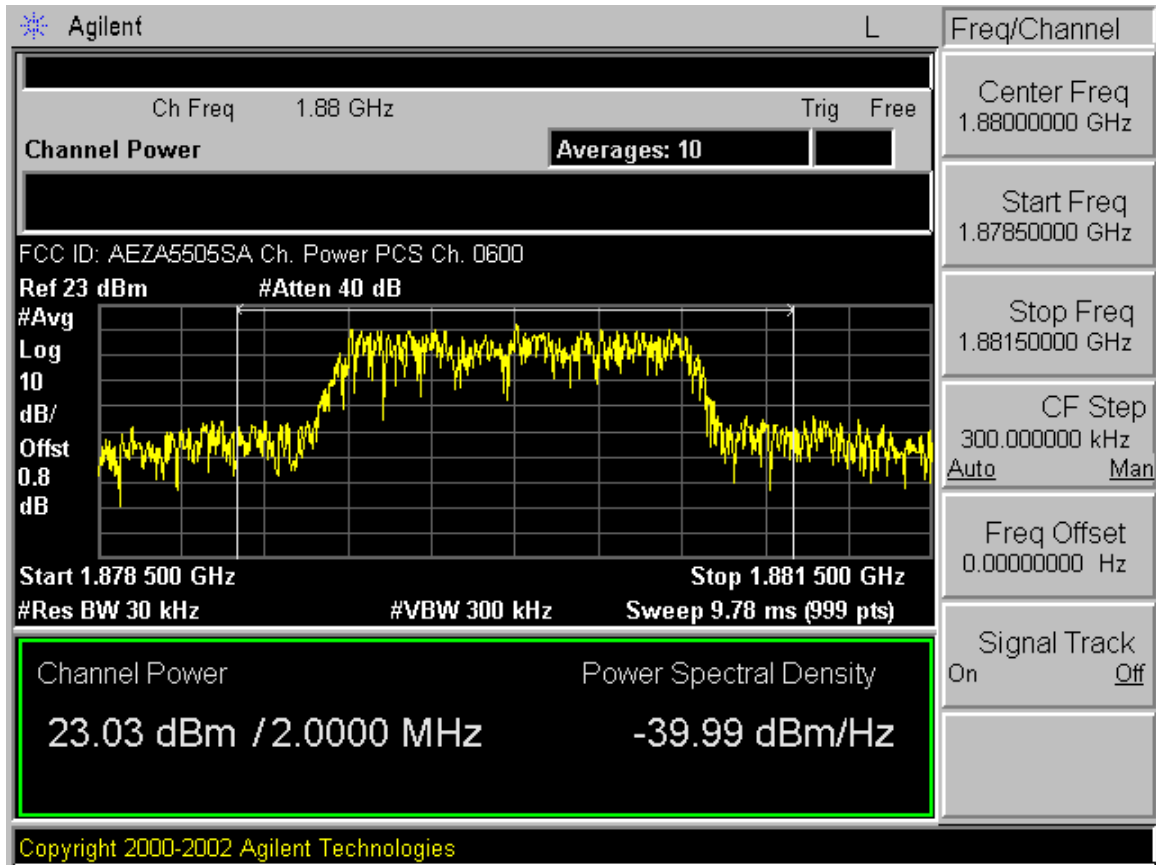 Agilent L
Freq/Channel
Ch Freq 1.88 GHz Trig Free
Channel Power Averages: 10
FCC ID: AEZA5505SA Ch. Power PCS Ch. 0600
Ref 23 dBm #Atten 40 dB
#Avg
Log
10
dB/
Offst
0.8
dB
Start 1.878 500 GHz Stop 1.881 500 GHz
#Res BW 30 kHz #VBW 300 kHz Sweep 9.78 ms (999 pts)
Channel Power Power Spectral Density
23.03 dBm / 2.0000 MHz -39.99 dBm/Hz
Center Freq
1.88000000 GHz
Start Freq
1.87850000 GHz
Stop Freq
1.88150000 GHz
CF Step
300.000000 kHz
Auto Man
Freq Offset
0.00000000 Hz
Signal Track
On Off
Copyright 2000-2002 Agilent Technologies